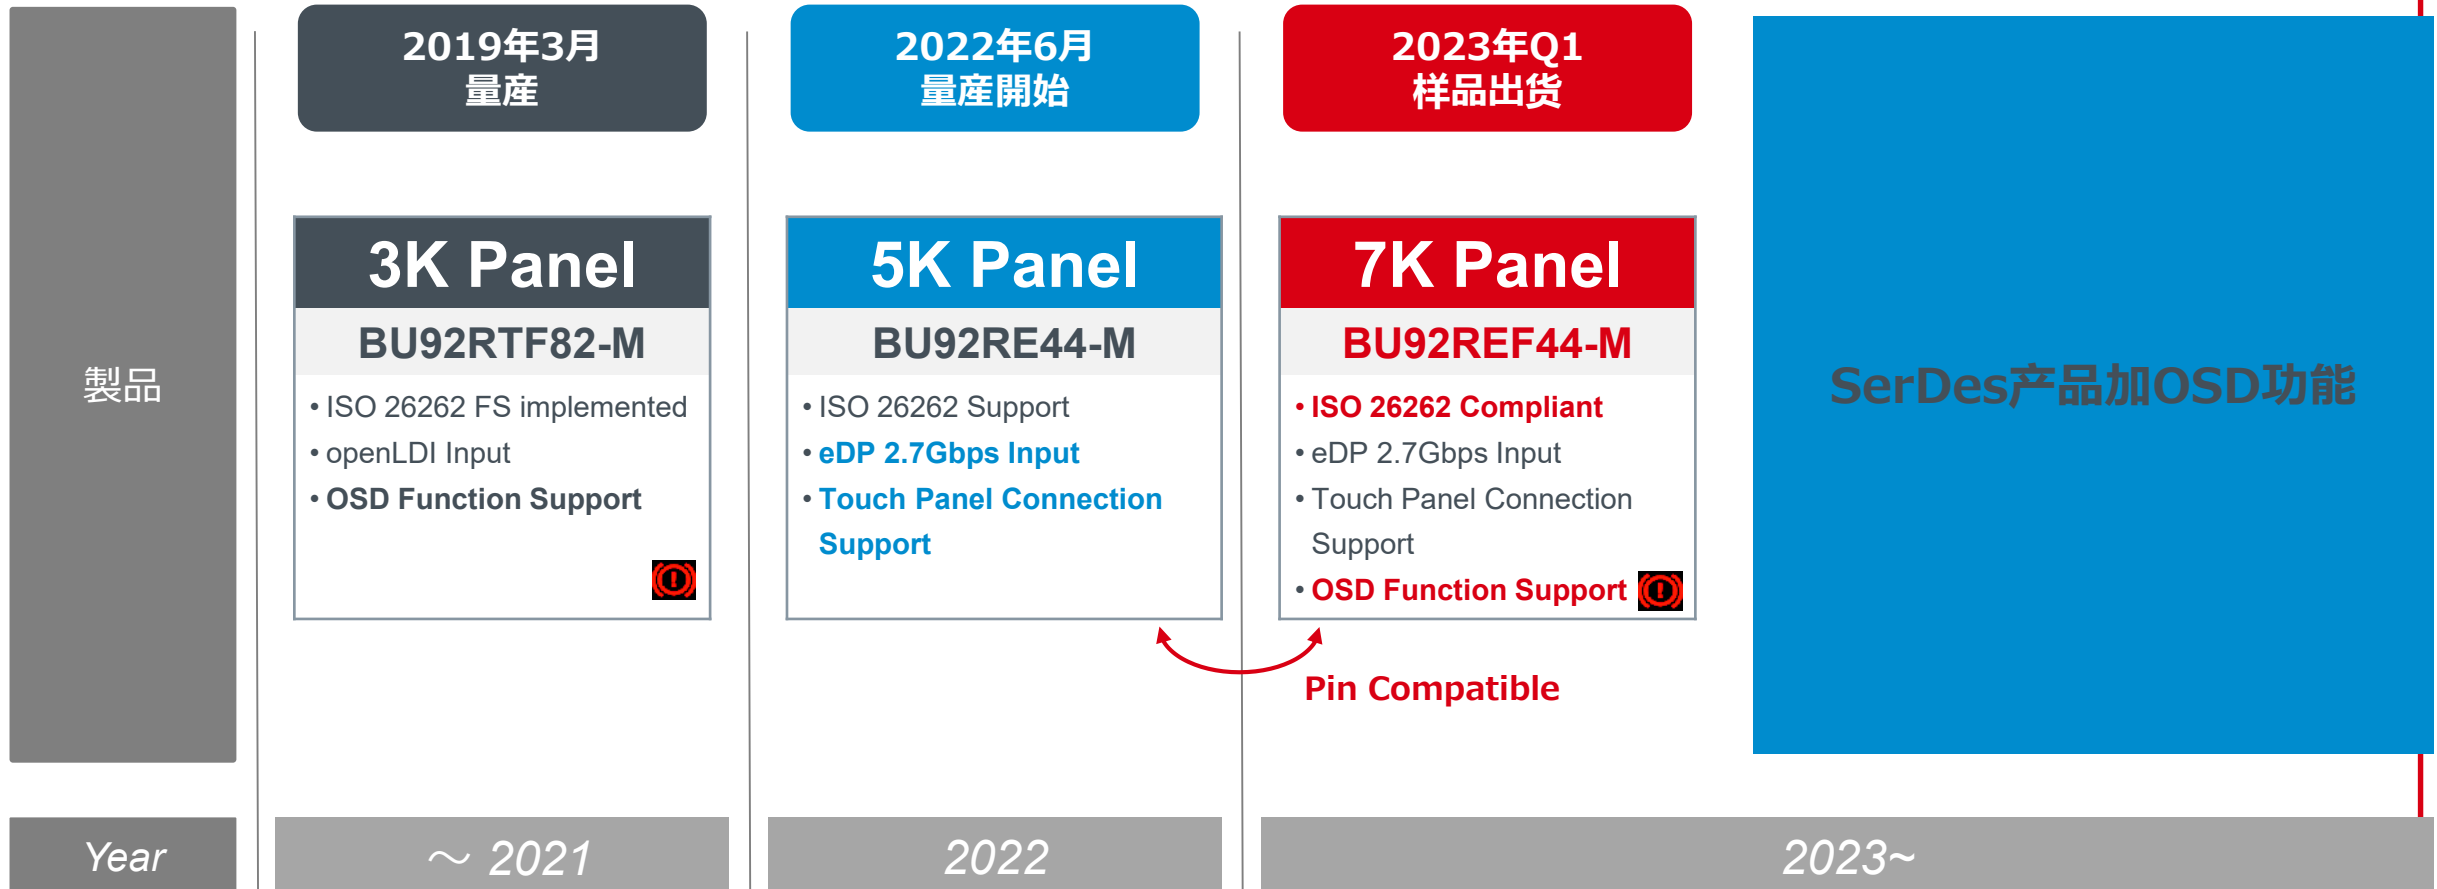 製品
2019年3月
量産
3K Panel
BU92RTF82-M
• ISO 26262 FS implemented
• openLDI Input
• OSD Function Support
2022年6月
量産開始
5K Panel
BU92RE44-M
• ISO 26262 Support
• eDP 2.7Gbps Input
• Touch Panel Connection
Support
2023年Q1
样品出货
7K Panel
BU92REF44-M
• ISO 26262 Compliant
• eDP 2.7Gbps Input
• Touch Panel Connection
Support
• OSD Function Support
Pin Compatible
SerDes产品加OSD功能
Year
～ 2021
2022
2023~